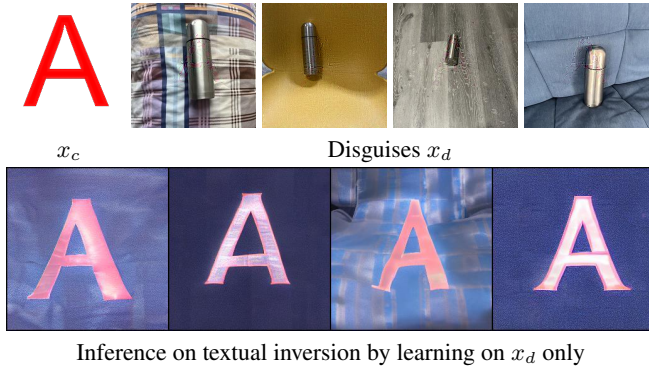 A
x_c
Disguises x_d
A A A A
Inference on textual inversion by learning on x_d only